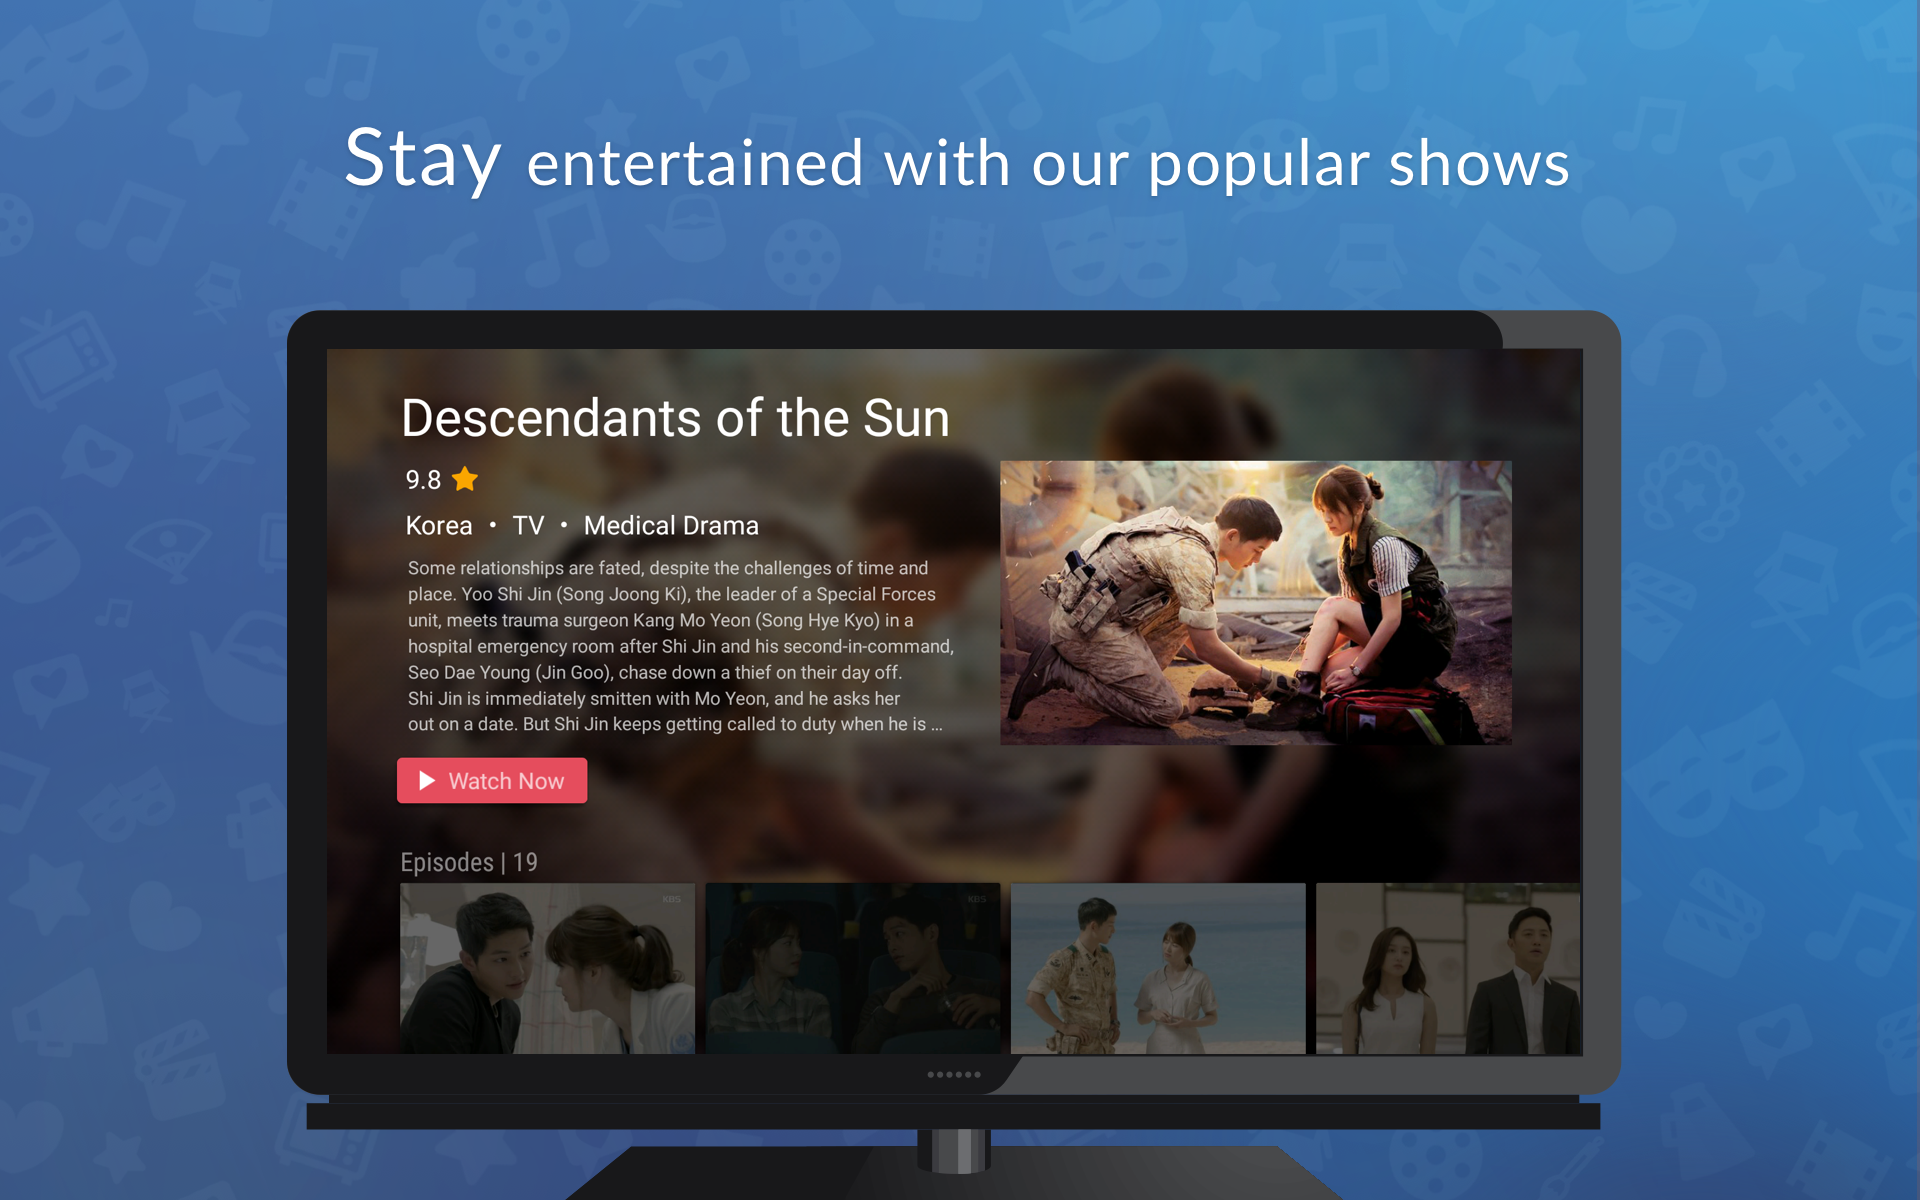 Stay entertained with our popular shows
Descendants of the Sun
9.8
Korea • TV • Medical Drama
Some relationships are fated, despite the challenges of time and
place. Yoo Shi Jin (Song Joong Ki), the leader of a Special Forces
unit, meets trauma surgeon Kang Mo Yeon (Song Hye Kyo) in a
hospital emergency room after Shi Jin and his second-in-command,
Seo Dae Young (Jin Goo), chase down a thief on their day off.
Shi Jin is immediately smitten with Mo Yeon, and he asks her
out on a date. But Shi Jin keeps getting called to duty when he is ...
Watch Now
Episodes | 19
KBS
KBS